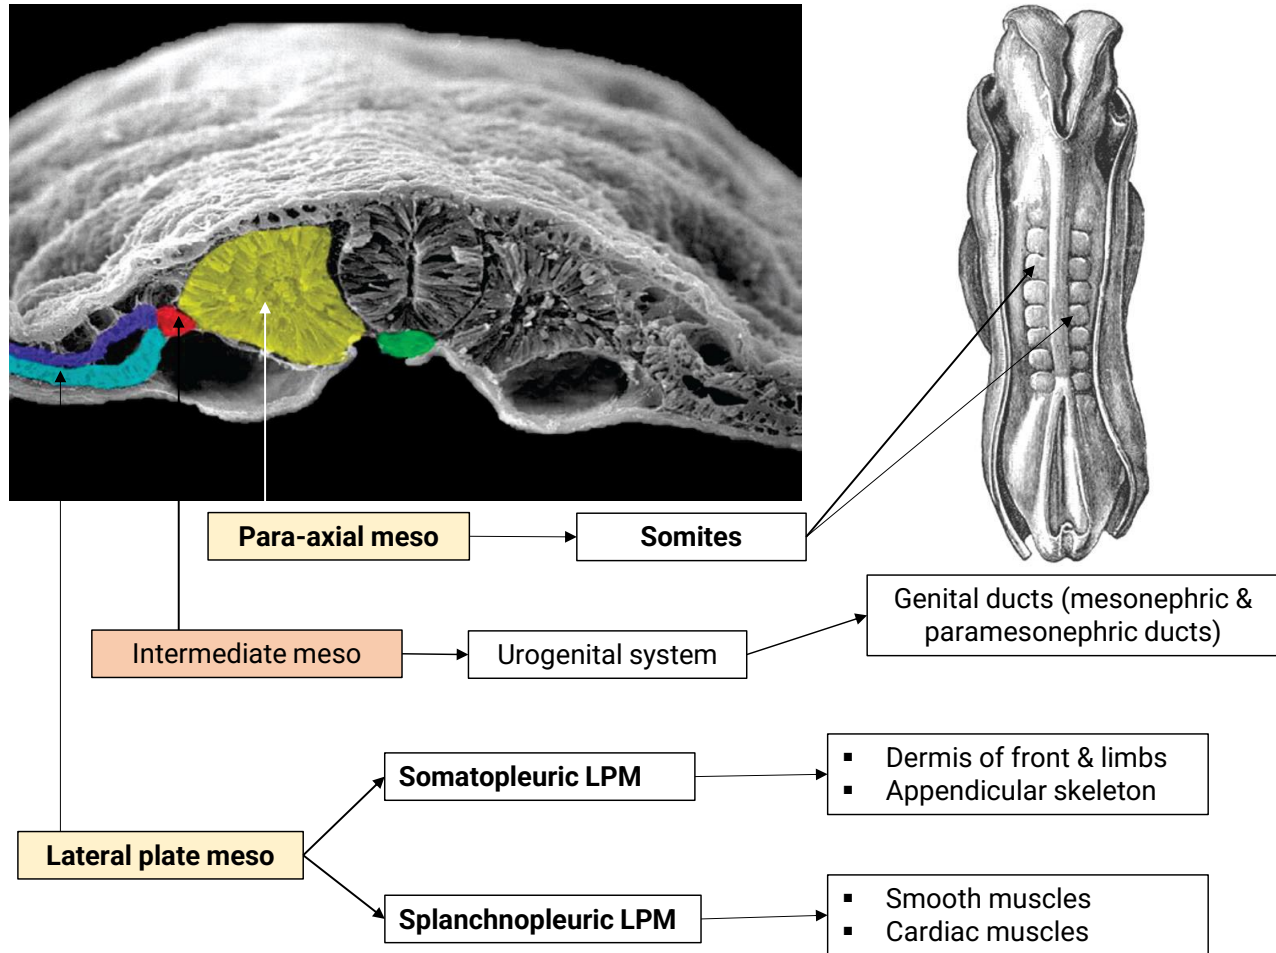 Para-axial meso
Somites
Genital ducts (mesonephric &
paramesonephric ducts)
Intermediate meso
Urogenital system
Somatopleuric LPM
▪ Dermis of front & limbs
▪ Appendicular skeleton
Lateral plate meso
Splanchnopleuric LPM
▪ Smooth muscles
▪ Cardiac muscles